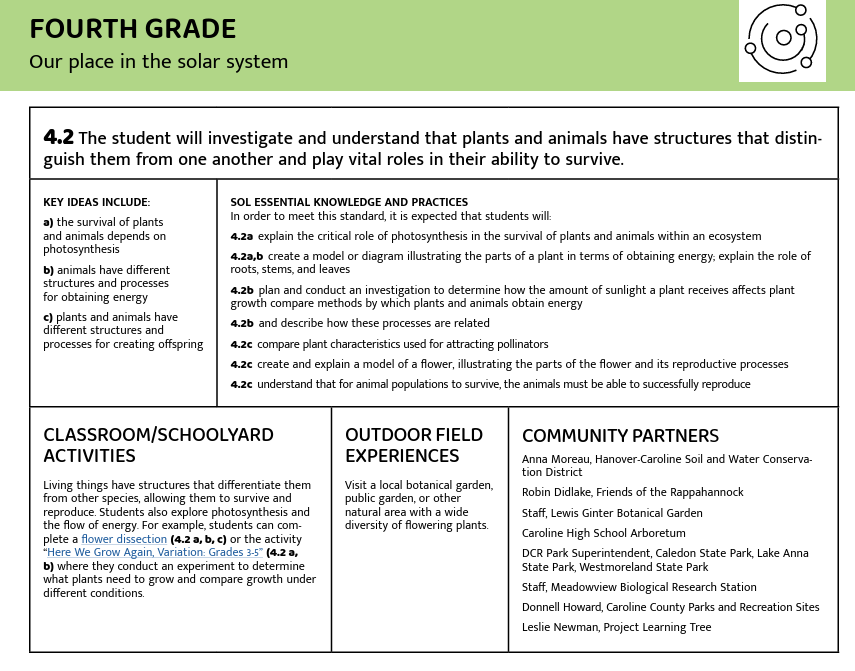 FOURTH GRADE
Our place in the solar system
4.2 The student will investigate and understand that plants and animals have structures that distin-
guish them from one another and play vital roles in their ability to survive.
KEY IDEAS INCLUDE:
a) the survival of plants
and animals depends on
photosynthesis
b) animals have different
structures and processes
for obtaining energy
c) plants and animals have
different structures and
processes for creating offspring
SOL ESSENTIAL KNOWLEDGE AND PRACTICES
In order to meet this standard, it is expected that students will:
4.2a explain the critical role of photosynthesis in the survival of plants and animals within an ecosystem
4.2a,b create a model or diagram illustrating the parts of a plant in terms of obtaining energy; explain the role of
roots, stems, and leaves
4.2b plan and conduct an investigation to determine how the amount of sunlight a plant receives affects plant
growth compare methods by which plants and animals obtain energy
4.2b and describe how these processes are related
4.2c compare plant characteristics used for attracting pollinators
4.2c create and explain a model of a flower, illustrating the parts of the flower and its reproductive processes
4.2c understand that for animal populations to survive, the animals must be able to successfully reproduce
CLASSROOM/SCHOOLYARD
ACTIVITIES
Living things have structures that differentiate them
from other species, allowing them to survive and
reproduce. Students also explore photosynthesis and
the flow of energy. For example, students can com-
plete a flower dissection (4.2 a, b, c) or the activity
“Here We Grow Again, Variation: Grades 3-5” (4.2 a,
b) where they conduct an experiment to determine
what plants need to grow and compare growth under
different conditions.
OUTDOOR FIELD
EXPERIENCES
Visit a local botanical garden,
public garden, or other
natural area with a wide
diversity of flowering plants.
COMMUNITY PARTNERS
Anna Moreau, Hanover-Caroline Soil and Water Conserva-
tion District
Robin Didlake, Friends of the Rappahannock
Staff, Lewis Ginter Botanical Garden
Caroline High School Arboretum
DCR Park Superintendent, Caledon State Park, Lake Anna
State Park, Westmoreland State Park
Staff, Meadowview Biological Research Station
Donnell Howard, Caroline County Parks and Recreation Sites
Leslie Newman, Project Learning Tree